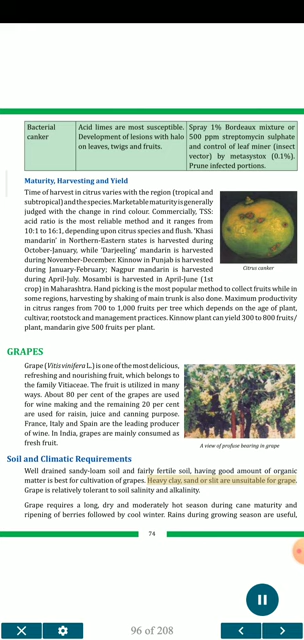 Bacterial canker
Acid limes are most susceptible. Development of lesions with halo on leaves, twigs and fruits.
Spray 1% Bordeaux mixture or 500 ppm streptomycin sulphate and control of leaf miner (insect vector) by metasystox (0.1%). Prune infected portions.
Maturity, Harvesting and Yield
Time of harvest in citrus varies with the region (tropical and
subtropical) and the species. Marketable maturity is generally
judged with the change in rind colour. Commercially, TSS:
acid ratio is the most reliable method and it ranges from
10:1 to 16:1, depending upon citrus species and flush. 'Khasi
mandarin' in Northern-Eastern states is harvested during
October-January, while 'Darjeeling' mandarin is harvested
during November-December. Kinnow in Punjab is harvested
during January-February; Nagpur mandarin is harvested
during April-July. Mosambi is harvested in April-June (1st
crop) in Maharashtra. Hand picking is the most popular method to collect fruits while in
some regions, harvesting by shaking of main trunk is also done. Maximum productivity
in citrus ranges from 700 to 1,000 fruits per tree which depends on the age of plant,
cultivar, rootstock and management practices. Kinnow plant can yield 300 to 800 fruits/
plant, mandarin give 500 fruits per plant.
Citrus canker
GRAPES
Grape (Vitis vinifera L.) is one of the most delicious,
refreshing and nourishing fruit, which belongs to
the family Vitiaceae. The fruit is utilized in many
ways. About 80 per cent of the grapes are used
for wine making and the remaining 20 per cent
are used for raisin, juice and canning purpose.
France, Italy and Spain are the leading producer
of wine. In India, grapes are mainly consumed as
fresh fruit.
A view of profuse bearing in grape
Soil and Climatic Requirements
Well drained sandy-loam soil and fairly fertile soil, having good amount of organic
matter is best for cultivation of grapes. Heavy clay, sand or slit are unsuitable for grape.
Grape is relatively tolerant to soil salinity and alkalinity.
Grape requires a long, dry and moderately hot season during cane maturity and
ripening of berries followed by cool winter. Rains during growing season are useful,
74
96 of 208